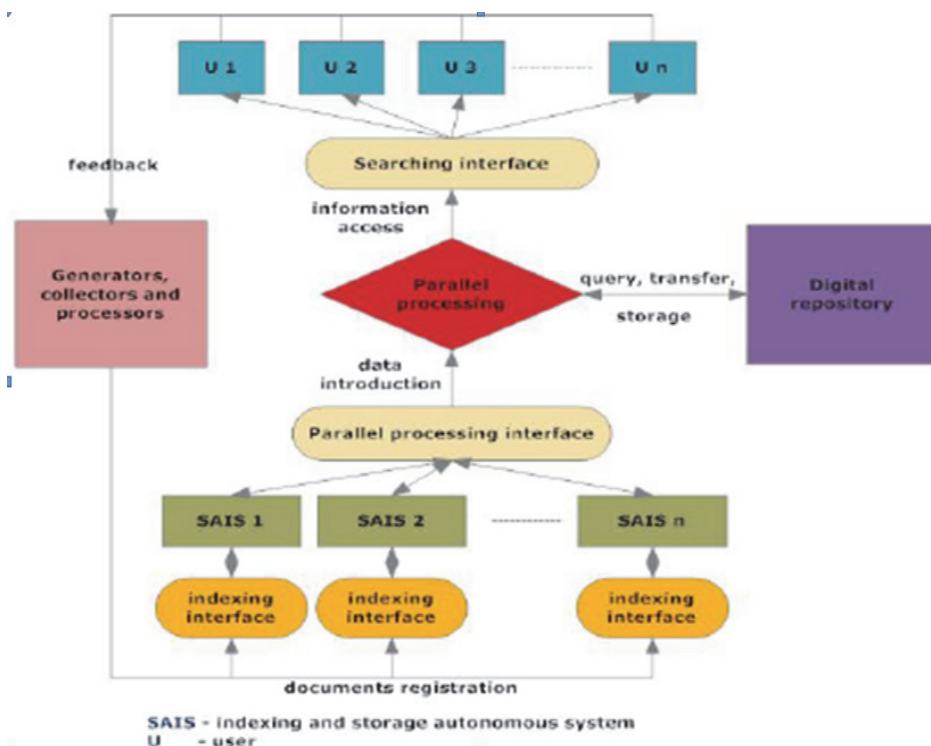 U 1
U 2
U 3
U n
Searching interface
feedback
information
access
Generators,
collectors and
processors
Parallel
processing
query, transfer,
storage
Digital
repository
data
introduction
Parallel processing interface
SAIS 1
SAIS 2
SAIS n
indexing
interface
indexing
interface
indexing
interface
documents registration
SAIS - indexing and storage autonomous system
U - user